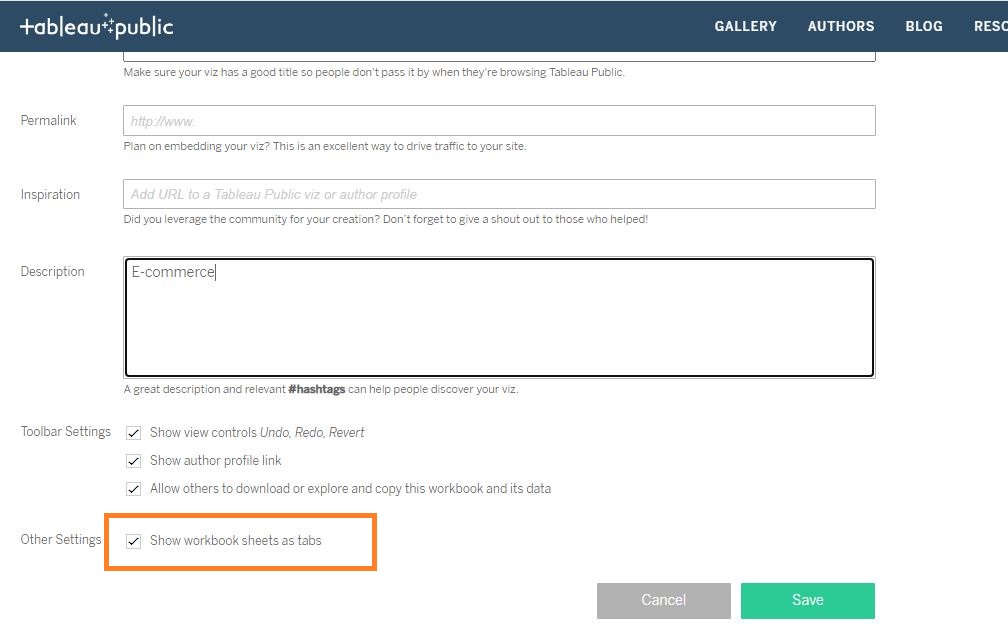 tableau public
GALLERY AUTHORS BLOG RESO
Make sure your viz has a good title so people don't pass it by when they're browsing Tableau Public.
Permalink http://www.
Plan on embedding your viz? This is an excellent way to drive traffic to your site.
Inspiration Add URL to a Tableau Public viz or author profile
Did you leverage the community for your creation? Don't forget to give a shout out to those who helped!
Description E-commerce
A great description and relevant #hashtags can help people discover your viz.
Toolbar Settings Show view controls Undo, Redo, Revert
Show author profile link
Allow others to download or explore and copy this workbook and its data
Other Settings Show workbook sheets as tabs
Cancel Save